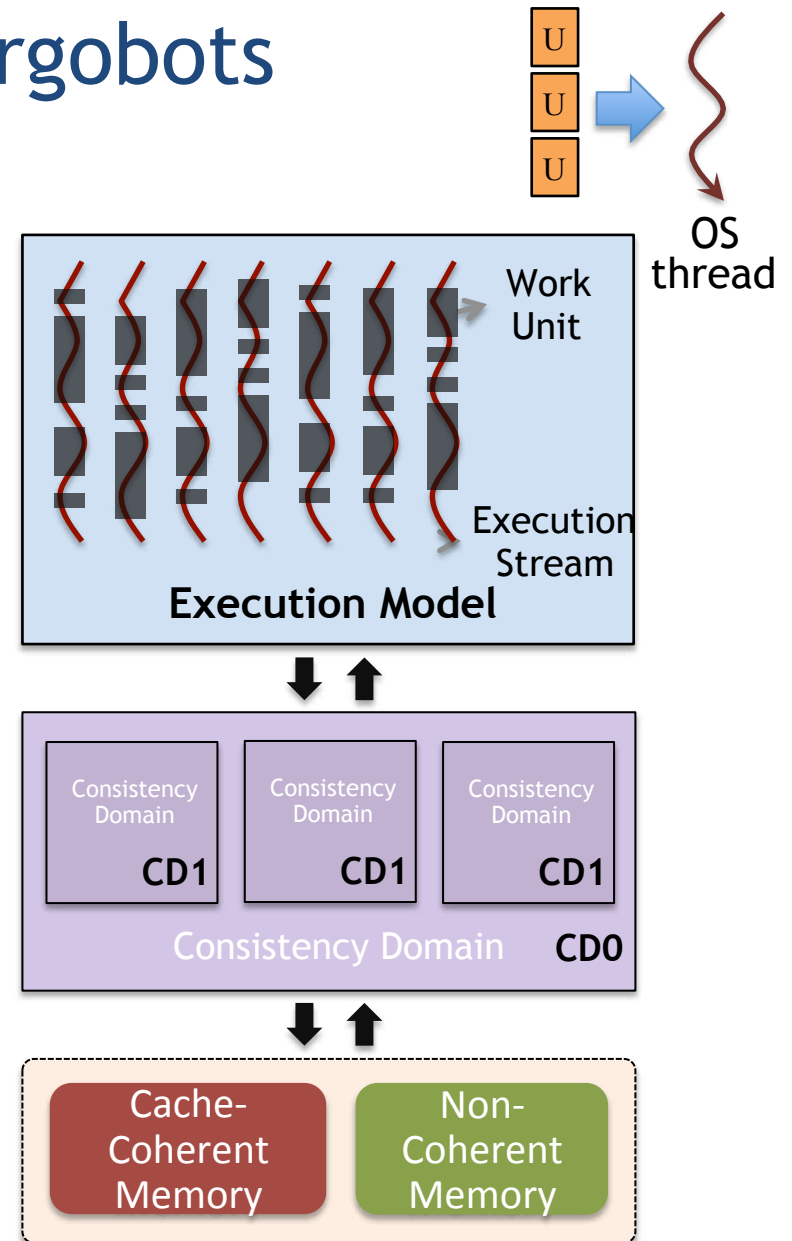 rgobots
U
U
U
OS
thread
Work
Unit
Execution
Stream
Execution Model
Consistency
Domain
CD1
Consistency
Domain
CD1
Consistency
Domain
CD1
Consistency Domain CD0
Cache-
Coherent
Memory
Non-
Coherent
Memory